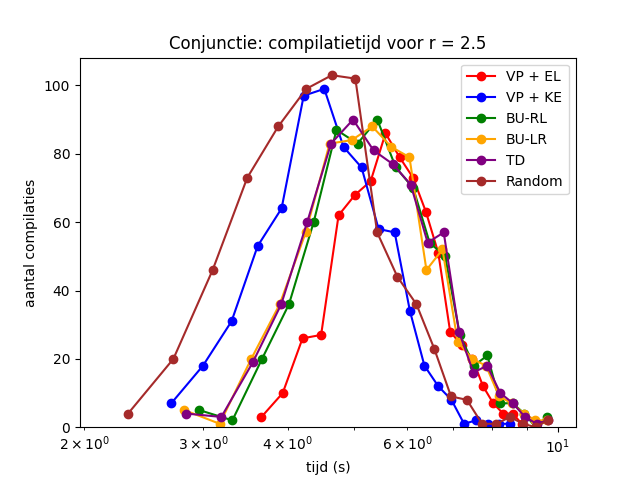 Conjunctie: compilatietijd voor r = 2.5
aantal compilaties
100
80
60
40
20
0
VP + EL
VP + KE
BU-RL
BU-LR
TD
Random
2 × 10⁰
3 × 10⁰
4 × 10⁰
6 × 10⁰
10¹
tijd (s)